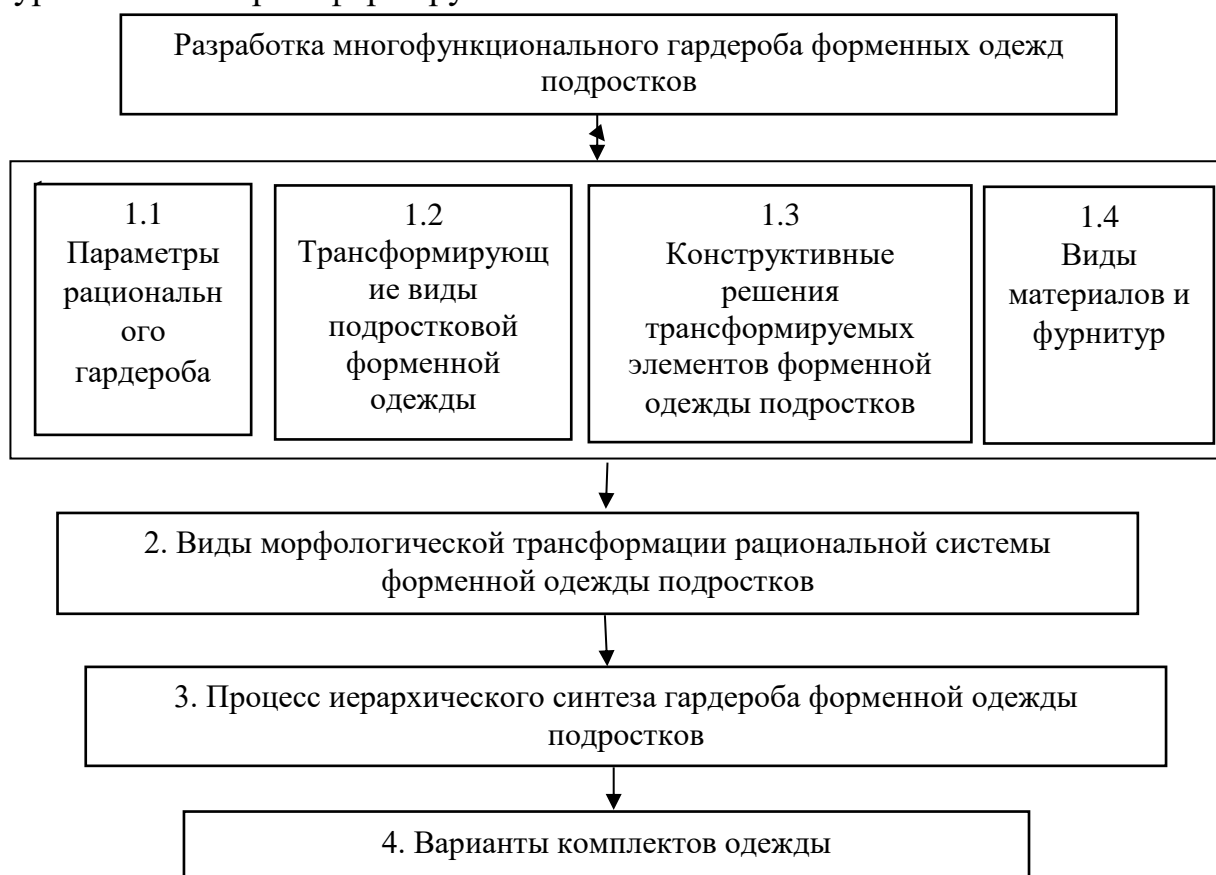 Разработка многофункционального гардероба форменных одежд
подростков
1.1
Параметры
рациональн
ого
гардероба
1.2
Трансформирующ
ие виды
подростковой
форменной
одежды
1.3
Конструктивные
решения
трансформируемых
элементов форменной
одежды подростков
1.4
Виды
материалов и
фурнитур
2. Виды морфологической трансформации рациональной системы
форменной одежды подростков
3. Процесс иерархического синтеза гардероба форменной одежды
подростков
4. Варианты комплектов одежды